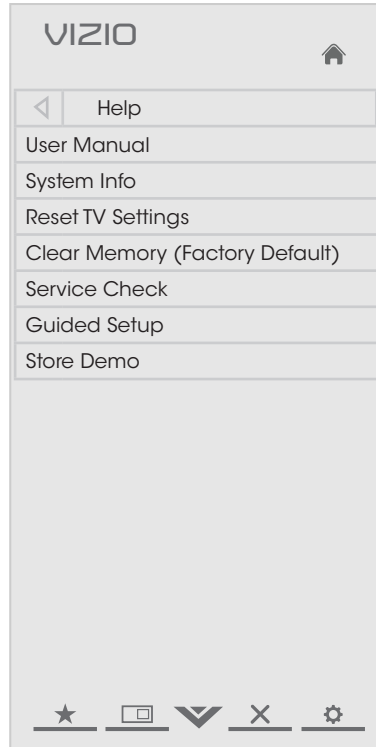 VIZIO
Help
User Manual
System Info
Reset TV Settings
Clear Memory (Factory Default)
Service Check
Guided Setup
Store Demo